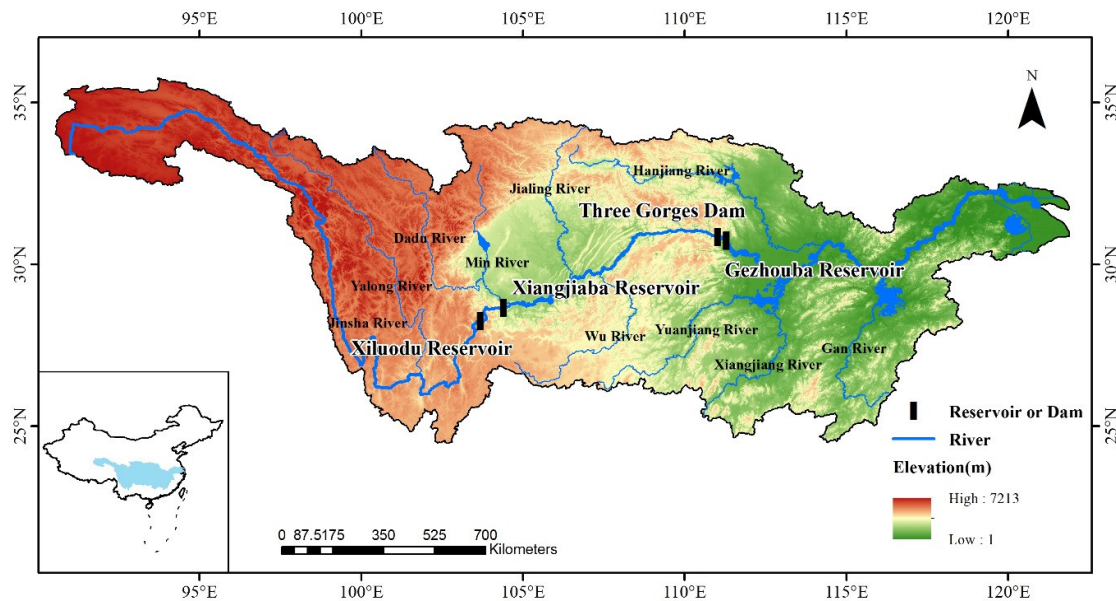 95°E 100°E 105°E 110°E 115°E 120°E
35°N
35°N
N
Hanjiang River
Jialing River
Three Gorges Dam
Dadu River
30°N
30°N
Min River
Gezhouba Reservoir
Xiangjiaba Reservoir
Yalong River
Jinsha River
Yuanjiang River
Wu River
Xiluodu Reservoir
Gan River
Xiangjiang River
25°N
25°N
Reservoir or Dam
River
Elevation(m)
High : 7213
Low : 1
0 87.5175 350 525 700
Kilometers
95°E 100°E 105°E 110°E 115°E 120°E